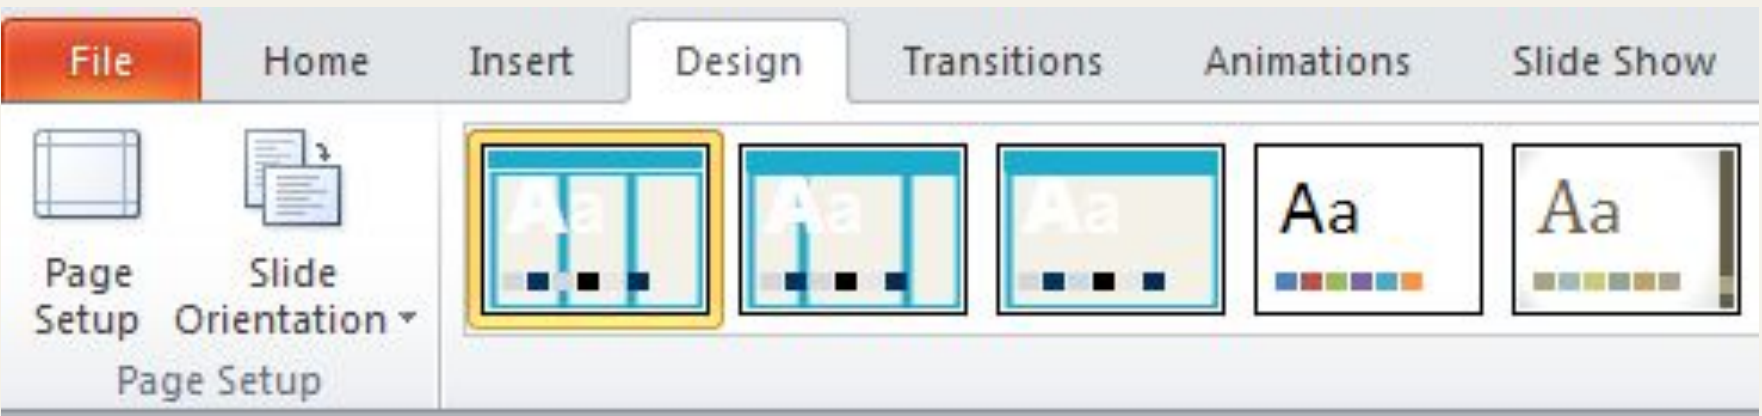 File Home Insert Design Transitions Animations Slide Show
Aa Aa Aa Aa Aa
Page Slide
Setup Orientation
Page Setup